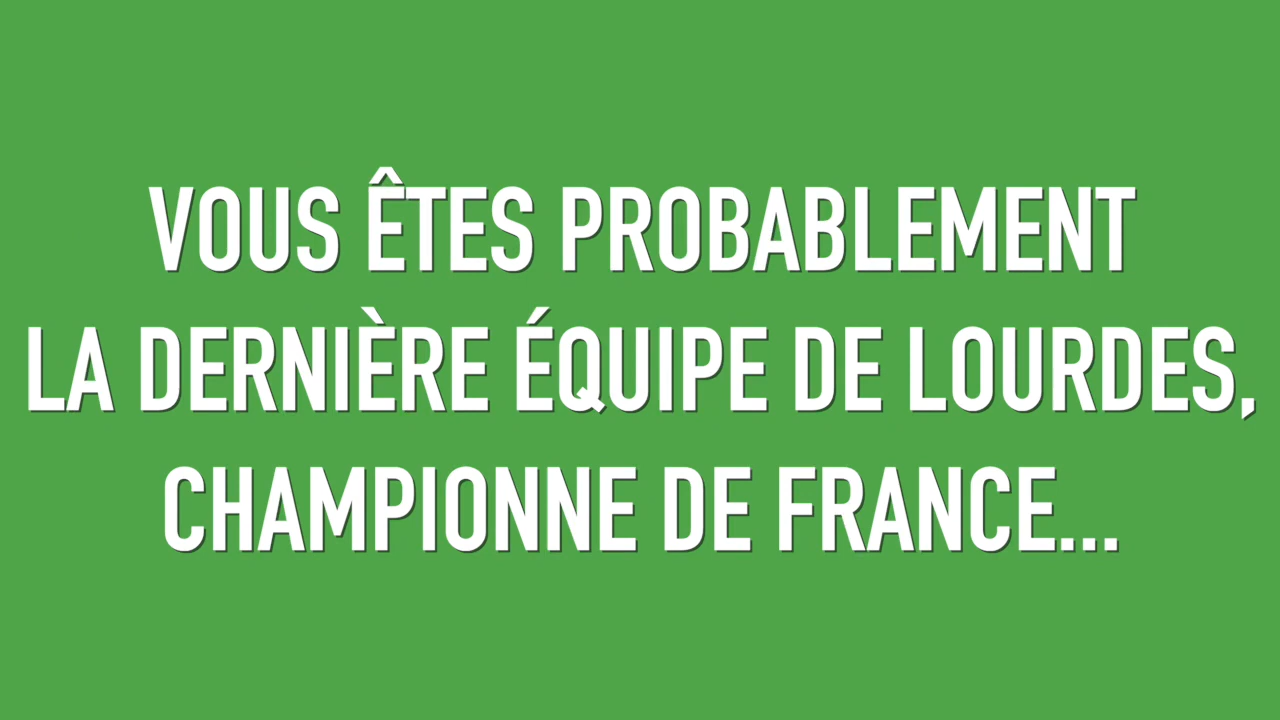 VOUS ÊTES PROBABLEMENT
LA DERNIÈRE ÉQUIPE DE LOURDES,
CHAMPIONNE DE FRANCE...